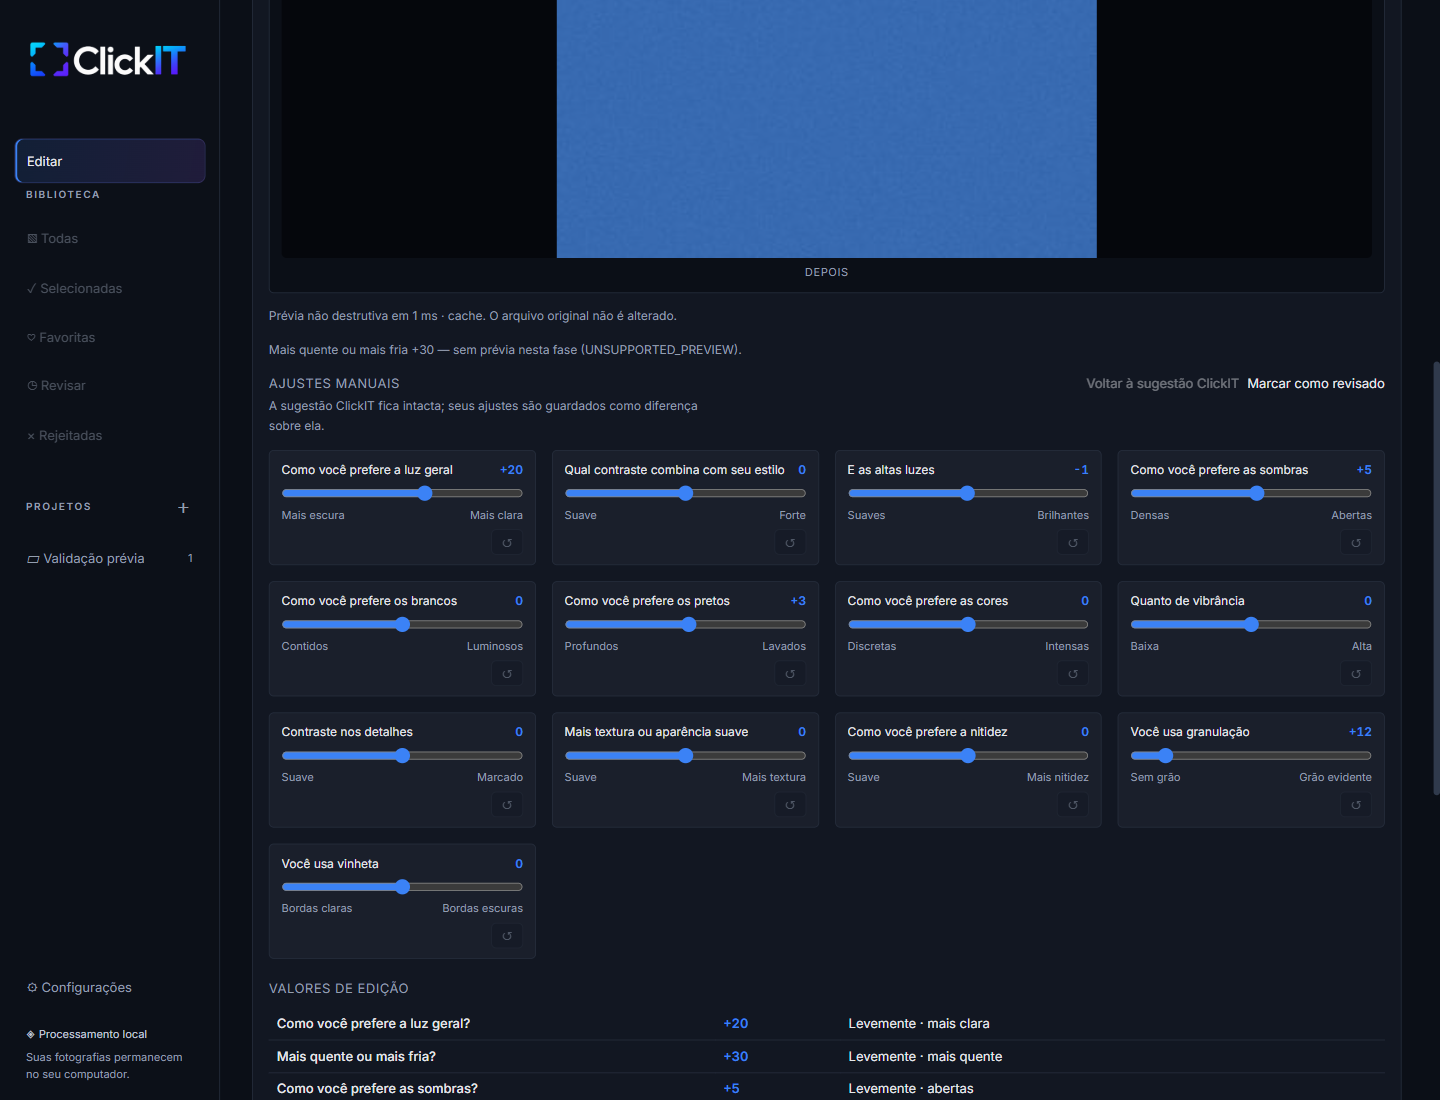 ClickIT
Editar
BIBLIOTECA
Todas
✓ Selecionadas
♡ Favoritas
◷ Revisar
× Rejeitadas
PROJETOS +
▱ Validação prévia 1
⚙ Configurações
◈ Processamento local
Suas fotografias permanecem
no seu computador.
DEPOIS
Prévia não destrutiva em 1 ms · cache. O arquivo original não é alterado.
Mais quente ou mais fria +30 — sem prévia nesta fase (UNSUPPORTED_PREVIEW).
AJUSTES MANUAIS
Voltar à sugestão ClickIT Marcar como revisado
A sugestão ClickIT fica intacta; seus ajustes são guardados como diferença
sobre ela.
Como você prefere a luz geral +20
Mais escura Mais clara
↺
Qual contraste combina com seu estilo 0
Suave Forte
↺
E as altas luzes -1
Suaves Brilhantes
↺
Como você prefere as sombras +5
Densas Abertas
↺
Como você prefere os brancos 0
Contidos Luminosos
↺
Como você prefere os pretos +3
Profundos Lavados
↺
Como você prefere as cores 0
Discretas Intensas
↺
Quanto de vibrância 0
Baixa Alta
↺
Contraste nos detalhes 0
Suave Marcado
↺
Mais textura ou aparência suave 0
Suave Mais textura
↺
Como você prefere a nitidez 0
Suave Mais nitidez
↺
Você usa granulação +12
Sem grão Grão evidente
↺
Você usa vinheta 0
Bordas claras Bordas escuras
↺
VALORES DE EDIÇÃO
Como você prefere a luz geral? +20 Levemente · mais clara
Mais quente ou mais fria? +30 Levemente · mais quente
Como você prefere as sombras? +5 Levemente · abertas